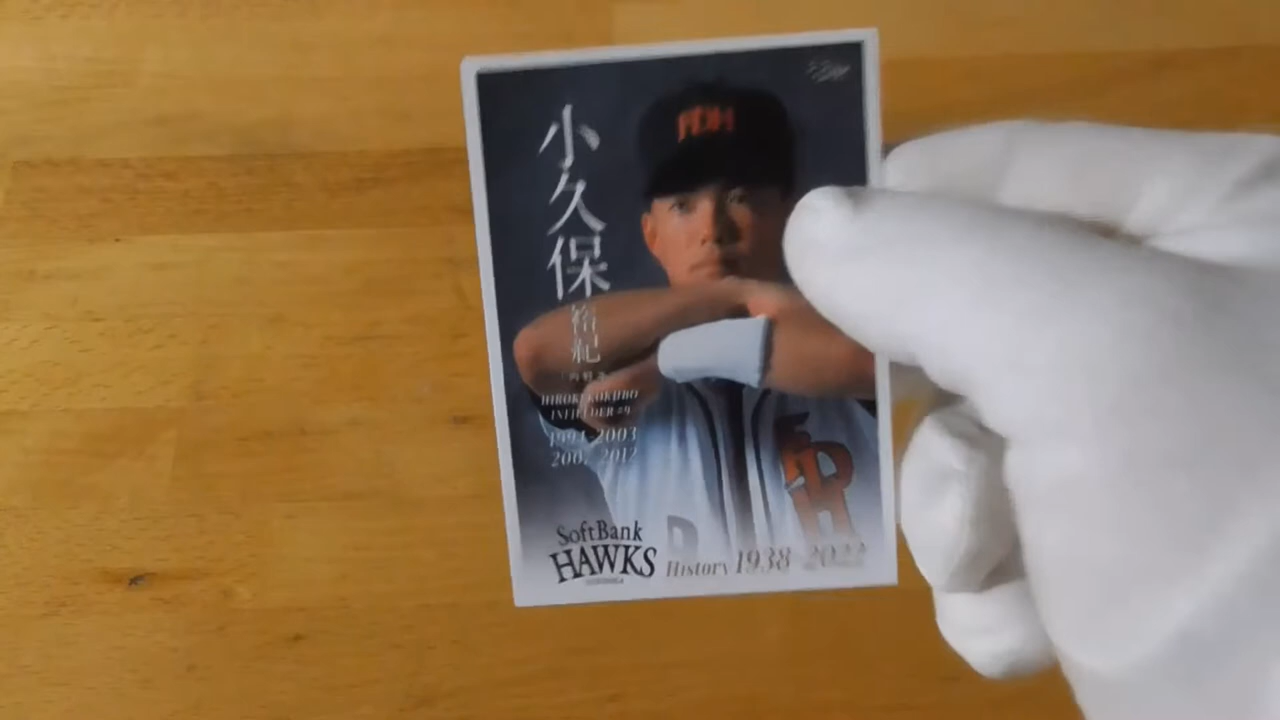 小久保
裕紀
HIROKI KOKUBO
INFIELDER #9
1994-2003
2007-2012
FDH
SoftBank
HAWKS
History 1938-2022